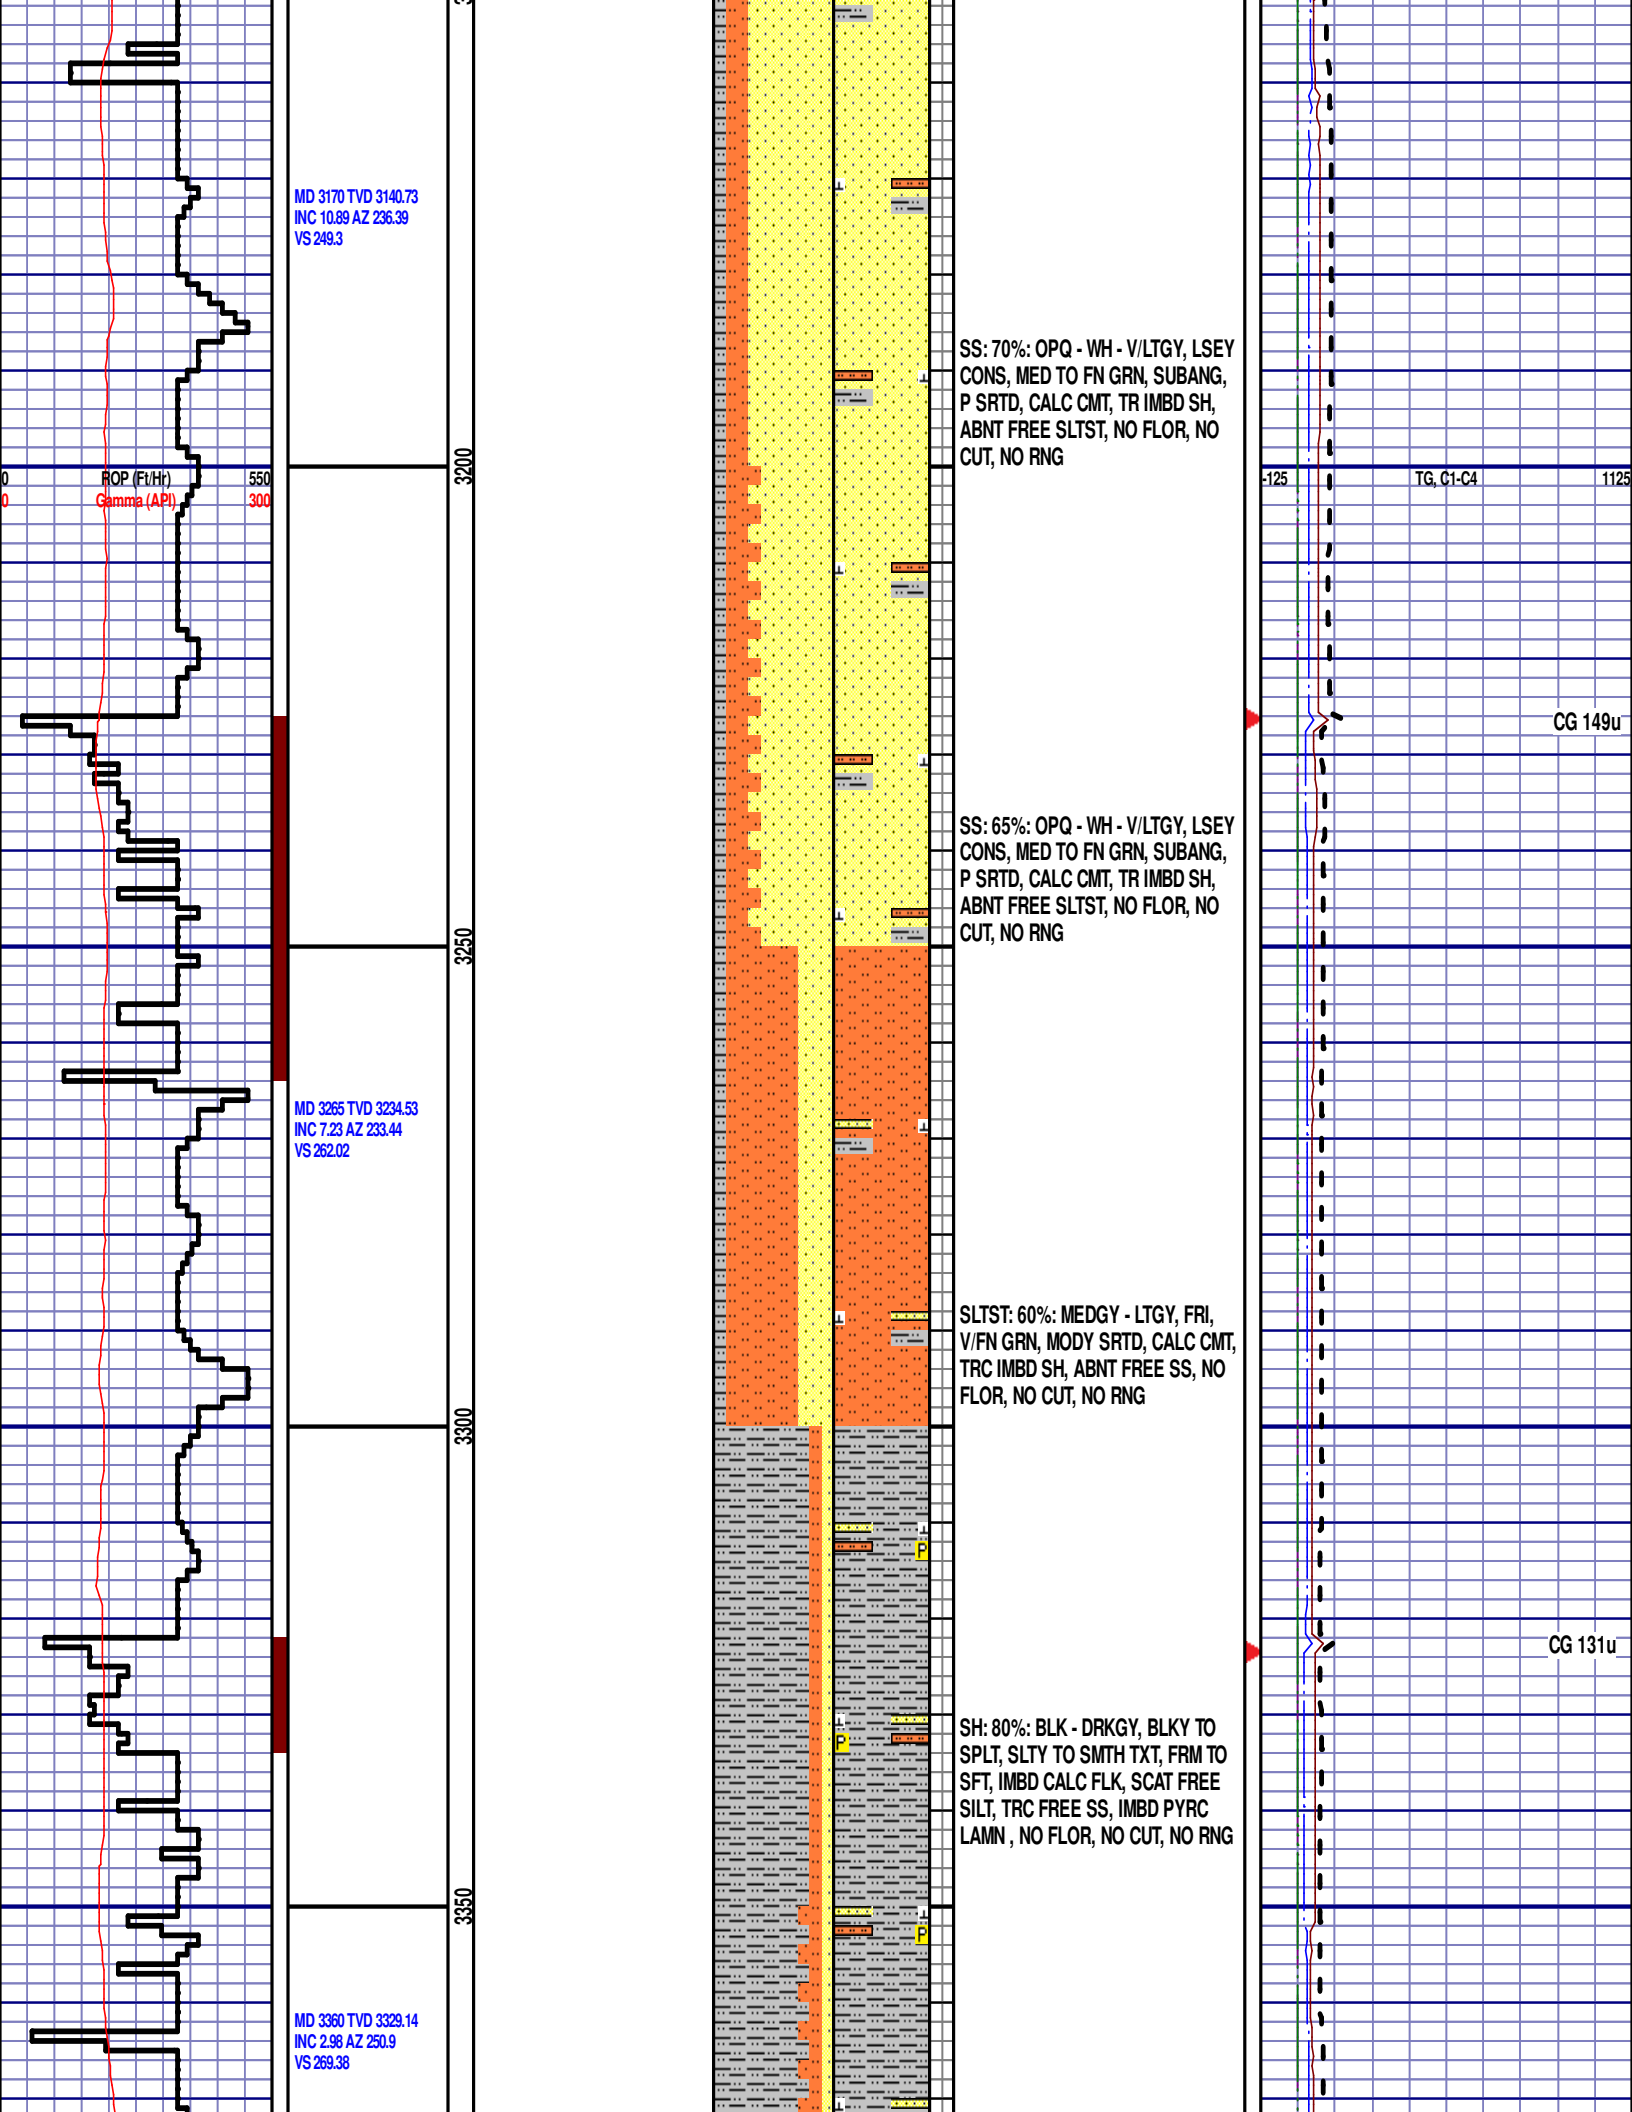 MD 3170 TVD 3140.73
INC 10.89 AZ 236.39
VS 249.3
SS: 70%: OPQ - WH - V/LTGY, LSEY
CONS, MED TO FN GRN, SUBANG,
P SRTD, CALC CMT, TR IMBD SH,
ABNT FREE SLTST, NO FLOR, NO
CUT, NO RNG
3200
0 ROP (Ft/Hr) 550
0 Gamma (API) 300
-125 TG, C1-C4 1125
CG 149u
SS: 65%: OPQ - WH - V/LTGY, LSEY
CONS, MED TO FN GRN, SUBANG,
P SRTD, CALC CMT, TR IMBD SH,
ABNT FREE SLTST, NO FLOR, NO
CUT, NO RNG
3250
MD 3265 TVD 3234.53
INC 7.23 AZ 233.44
VS 262.02
SLTST: 60%: MEDGY - LTGY, FRI,
V/FN GRN, MODY SRTD, CALC CMT,
TRC IMBD SH, ABNT FREE SS, NO
FLOR, NO CUT, NO RNG
3300
P
CG 131u
P
SH: 80%: BLK - DRKGY, BLKY TO
SPLT, SLTY TO SMTH TXT, FRM TO
SFT, IMBD CALC FLK, SCAT FREE
SILT, TRC FREE SS, IMBD PYRC
LAMN , NO FLOR, NO CUT, NO RNG
3350
P
MD 3360 TVD 3329.14
INC 2.98 AZ 250.9
VS 269.38